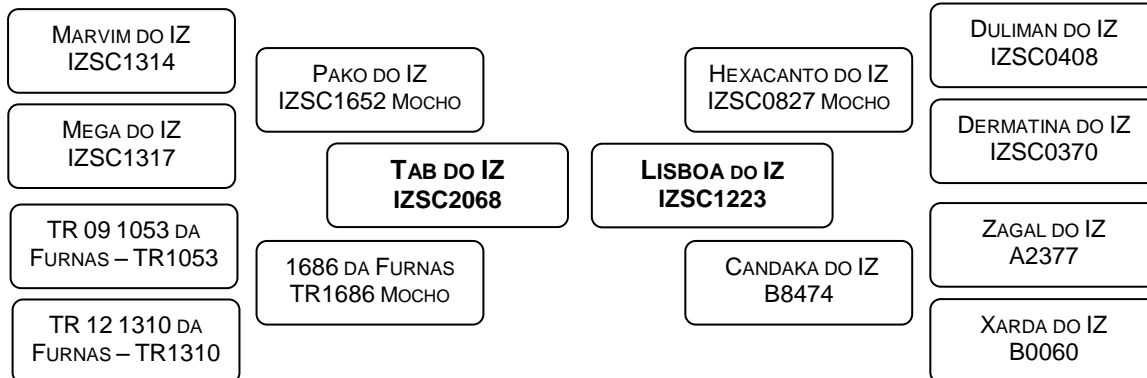 MARVIM DO IZ
IZSC1314
MEGA DO IZ
IZSC1317
TR 09 1053 DA
FURNAS – TR1053
TR 12 1310 DA
FURNAS – TR1310
PAKO DO IZ
IZSC1652 MOCHO
1686 DA FURNAS
TR1686 MOCHO
TAB DO IZ
IZSC2068
LISBOA DO IZ
IZSC1223
HEXACANTO DO IZ
IZSC0827 MOCHO
CANDAKA DO IZ
B8474
DULIMAN DO IZ
IZSC0408
DERMATINA DO IZ
IZSC0370
ZAGAL DO IZ
A2377
XARDA DO IZ
B0060